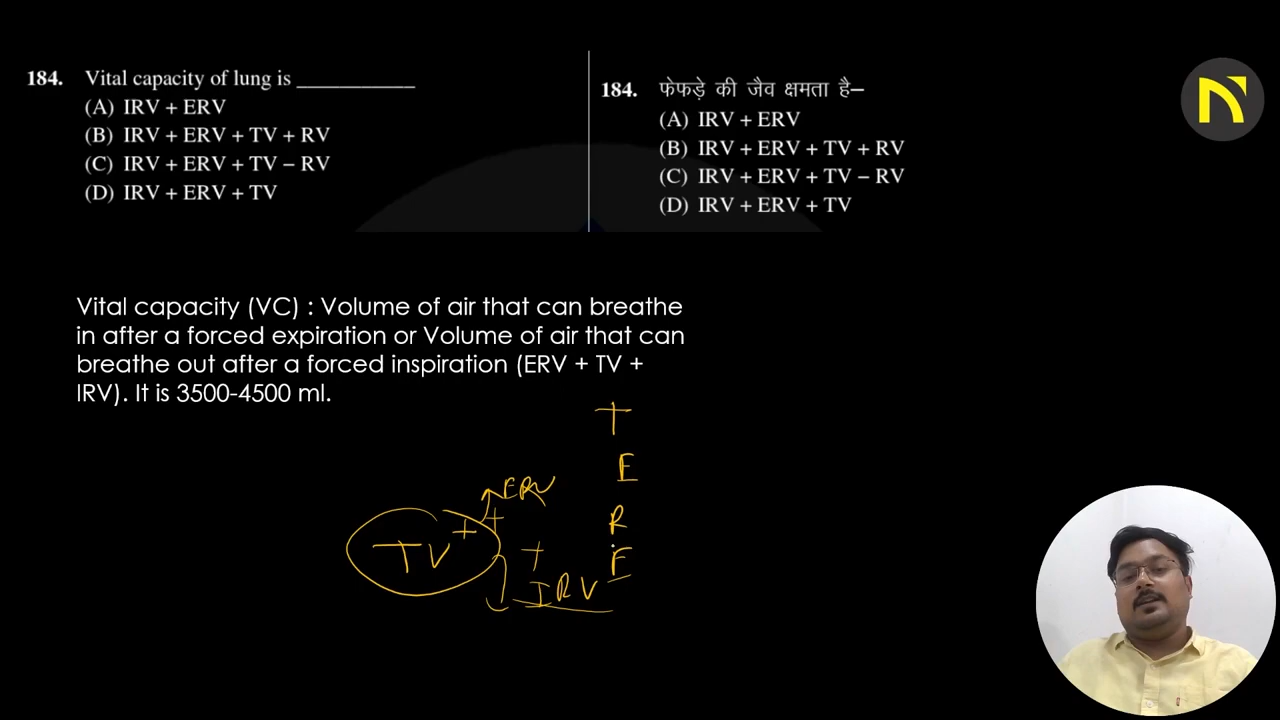 184. Vital capacity of lung is ____________
(A) IRV + ERV
(B) IRV + ERV + TV + RV
(C) IRV + ERV + TV − RV
(D) IRV + ERV + TV
184. फेफड़े की जैव क्षमता है–
(A) IRV + ERV
(B) IRV + ERV + TV + RV
(C) IRV + ERV + TV − RV
(D) IRV + ERV + TV
Vital capacity (VC) : Volume of air that can breathe
in after a forced expiration or Volume of air that can
breathe out after a forced inspiration (ERV + TV +
IRV). It is 3500-4500 ml.
ERV
+ +
TV
+
IRV
T
E
R